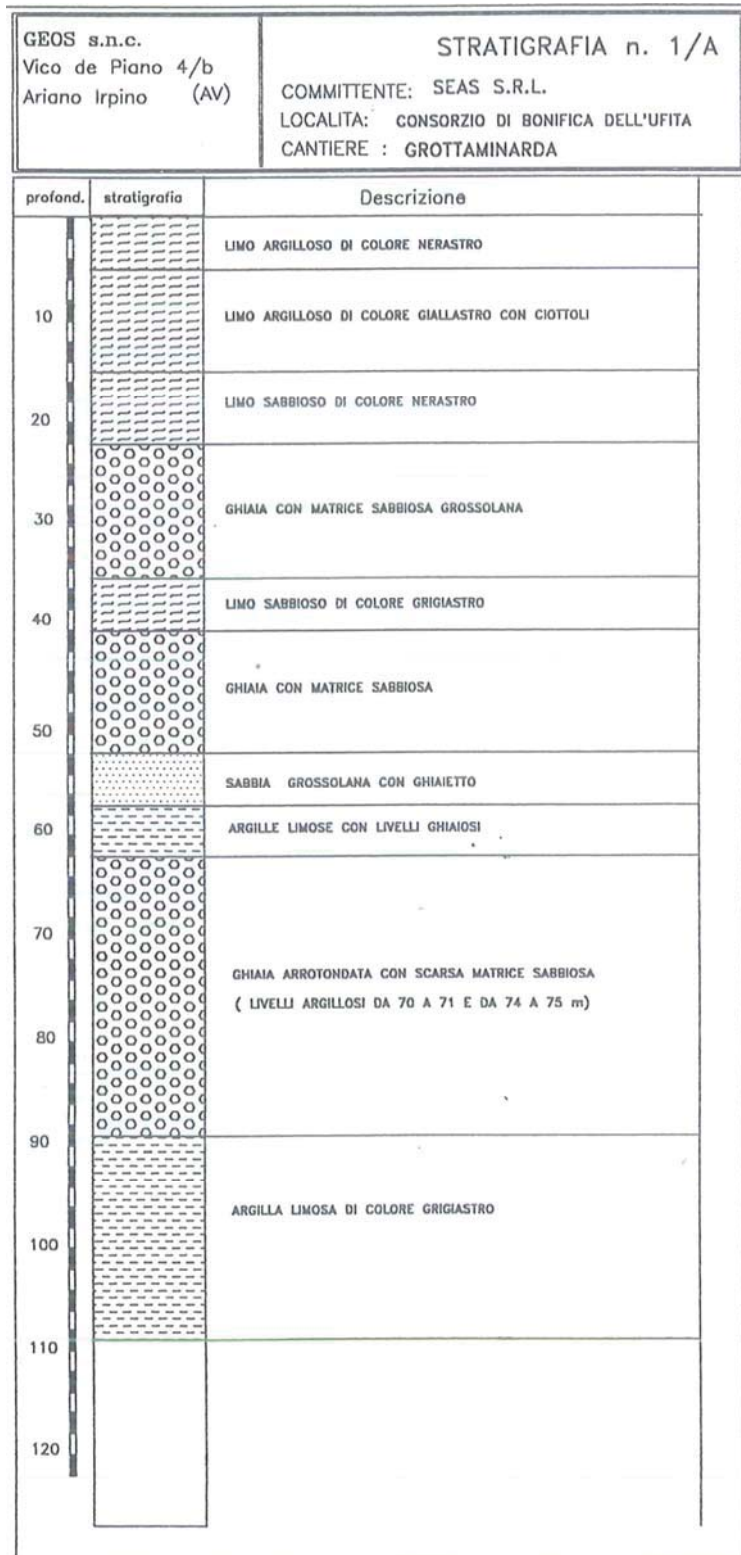 GEOS s.n.c.
Vico de Piano 4/b
Ariano Irpino (AV)
STRATIGRAFIA n. 1/A
COMMITTENTE: SEAS S.R.L.
LOCALITA: CONSORZIO DI BONIFICA DELL'UFITA
CANTIERE : GROTTAMINARDA
profond. stratigrafia Descrizione
LIMO ARGILLOSO DI COLORE NERASTRO
10 LIMO ARGILLOSO DI COLORE GIALLASTRO CON CIOTTOLI
LIMO SABBIOSO DI COLORE NERASTRO
20
GHIAIA CON MATRICE SABBIOSA GROSSOLANA
30
LIMO SABBIOSO DI COLORE GRIGIASTRO
40
GHIAIA CON MATRICE SABBIOSA
50
SABBIA GROSSOLANA CON GHIAIETTO
60 ARGILLE LIMOSE CON LIVELLI GHIAIOSI
70
GHIAIA ARROTONDATA CON SCARSA MATRICE SABBIOSA
( LIVELLI ARGILLOSI DA 70 A 71 E DA 74 A 75 m)
80
90
ARGILLA LIMOSA DI COLORE GRIGIASTRO
100
110
120